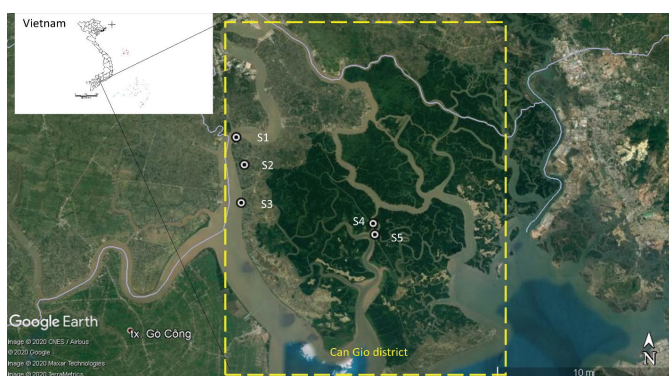 Vietnam
S1
S2
S3
S4
S5
Google Earth
tx. Gò Công
Image © 2020 CNES / Airbus
© 2020 Google
Image © 2020 Maxar Technologies
Image © 2020 TerraMetrics
Can Gio district
N
10 m